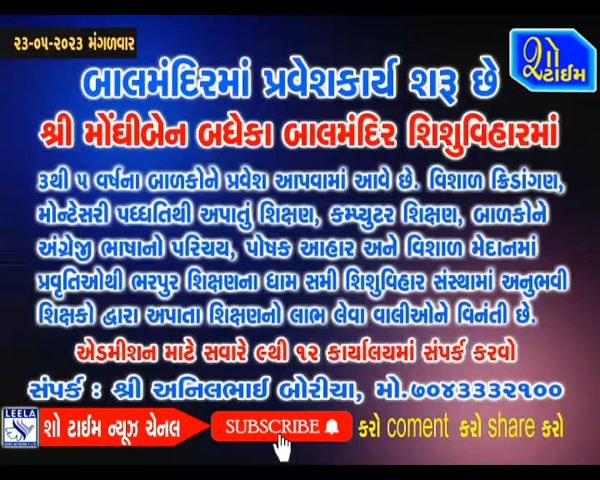 ૨૩-૦૫-૨૦૨૩ મંગળવાર
શો
ટાઈમ
બાલમંદિરમાં પ્રવેશકાર્ય શરૂ છે
શ્રી મોંઘીબેન બધેકા બાલમંદિર શિશુવિહારમાં
૩થી ૫ વર્ષના બાળકોને પ્રવેશ આપવામાં આવે છે. વિશાળ ક્રિડાંગણ,
મોન્ટેસરી પધ્ધતિથી અપાતું શિક્ષણ, કમ્પ્યુટર શિક્ષણ, બાળકોને
અંગ્રેજી ભાષાનો પરિચય, પોષક આહાર અને વિશાળ મેદાનમાં
પ્રવૃતિઓથી ભરપુર શિક્ષણના ધામ સમી શિશુવિહાર સંસ્થામાં અનુભવી
શિક્ષકો દ્વારા અપાતા શિક્ષણનો લાભ લેવા વાલીઓને વિનંતી છે.
એડમીશન માટે સવારે ૯થી ૧૨ કાર્યાલયમાં સંપર્ક કરવો
સંપર્ક : શ્રી અનિલભાઈ બોરીચા, મો.૭૦૪૩૩૩૨૧૦૦
LEELA
શો ટાઈમ ન્યૂઝ ચેનલ SUBSCRIBE કરો coment કરો share કરો